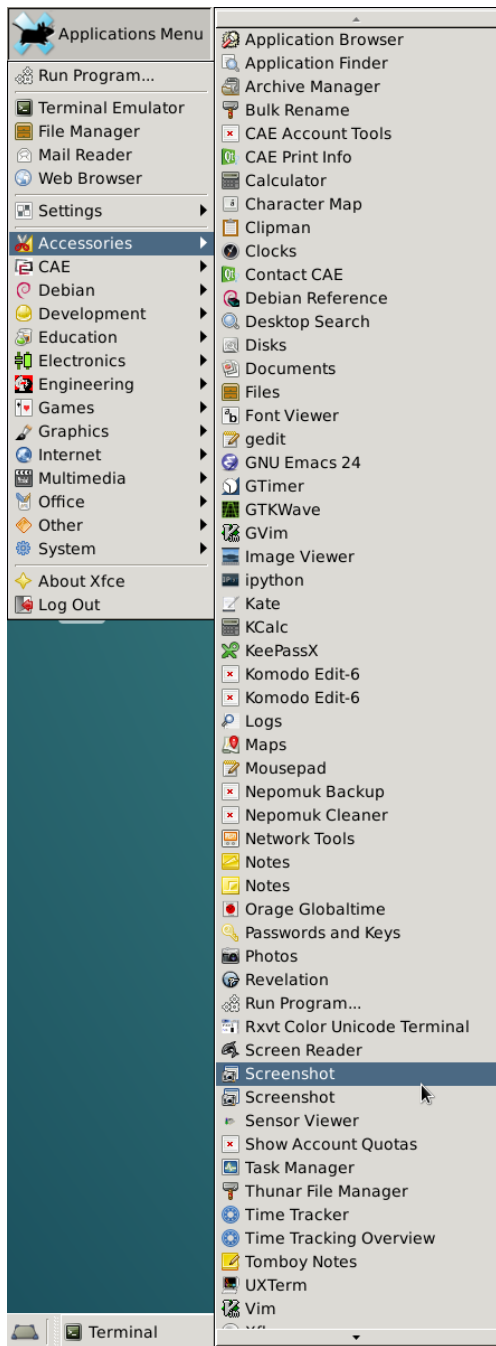 Applications Menu
Run Program...
Terminal Emulator
File Manager
Mail Reader
Web Browser
Settings
Accessories
CAE
Debian
Development
Education
Electronics
Engineering
Games
Graphics
Internet
Multimedia
Office
Other
System
About Xfce
Log Out
Application Browser
Application Finder
Archive Manager
Bulk Rename
CAE Account Tools
CAE Print Info
Calculator
Character Map
Clipman
Clocks
Contact CAE
Debian Reference
Desktop Search
Disks
Documents
Files
Font Viewer
gedit
GNU Emacs 24
GTimer
GTKWave
GVim
Image Viewer
ipython
Kate
KCalc
KeePassX
Komodo Edit-6
Komodo Edit-6
Logs
Maps
Mousepad
Nepomuk Backup
Nepomuk Cleaner
Network Tools
Notes
Notes
Orage Globaltime
Passwords and Keys
Photos
Revelation
Run Program...
Rxvt Color Unicode Terminal
Screen Reader
Screenshot
Screenshot
Sensor Viewer
Show Account Quotas
Task Manager
Thunar File Manager
Time Tracker
Time Tracking Overview
Tomboy Notes
UXTerm
Vim
Terminal